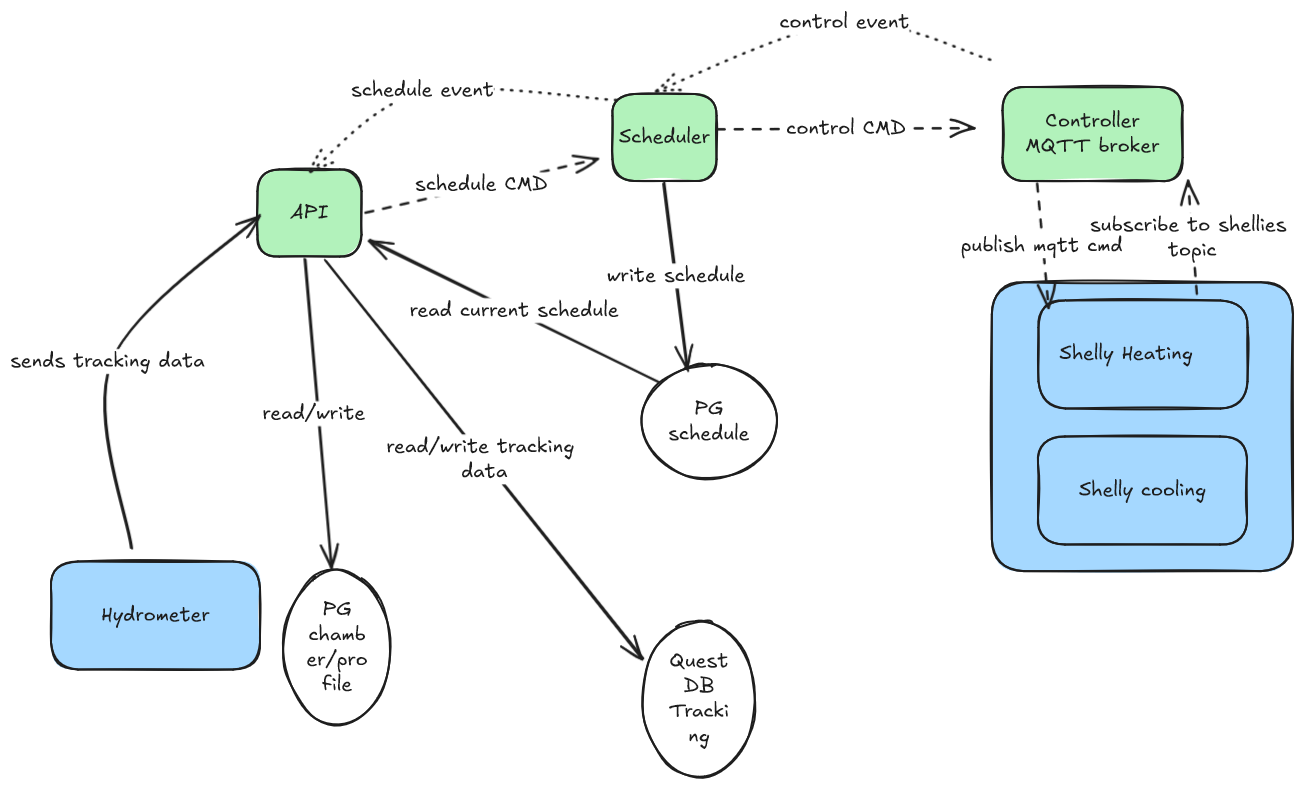 control event
schedule event
Scheduler
control CMD
Controller
MQTT broker
schedule CMD
API
subscribe to shellies
topic
publish mqtt cmd
write schedule
read current schedule
sends tracking data
Shelly Heating
read/write
PG
schedule
read/write tracking
data
Shelly cooling
Hydrometer
PG
chamb
er/pro
file
Quest
DB
Tracki
ng